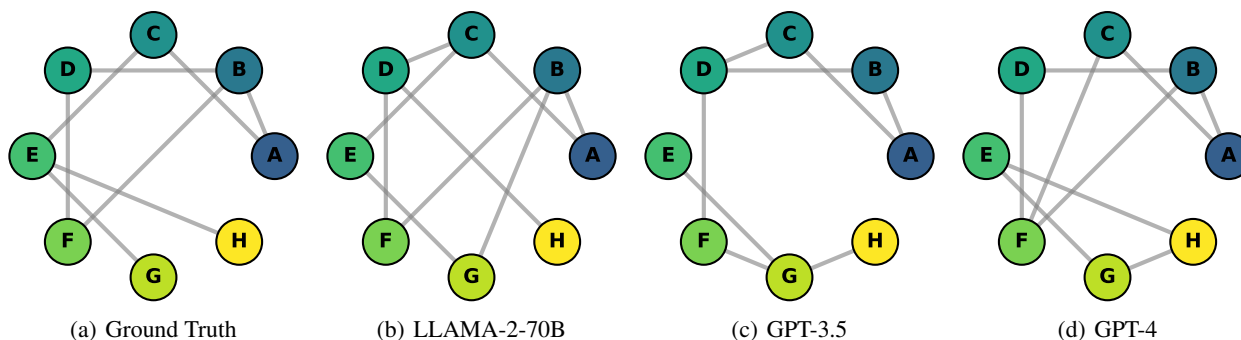 C C C C
D B D B D B D B
E A E A E A E A
F H F H F H F H
G G G G
(a) Ground Truth (b) LLAMA-2-70B (c) GPT-3.5 (d) GPT-4